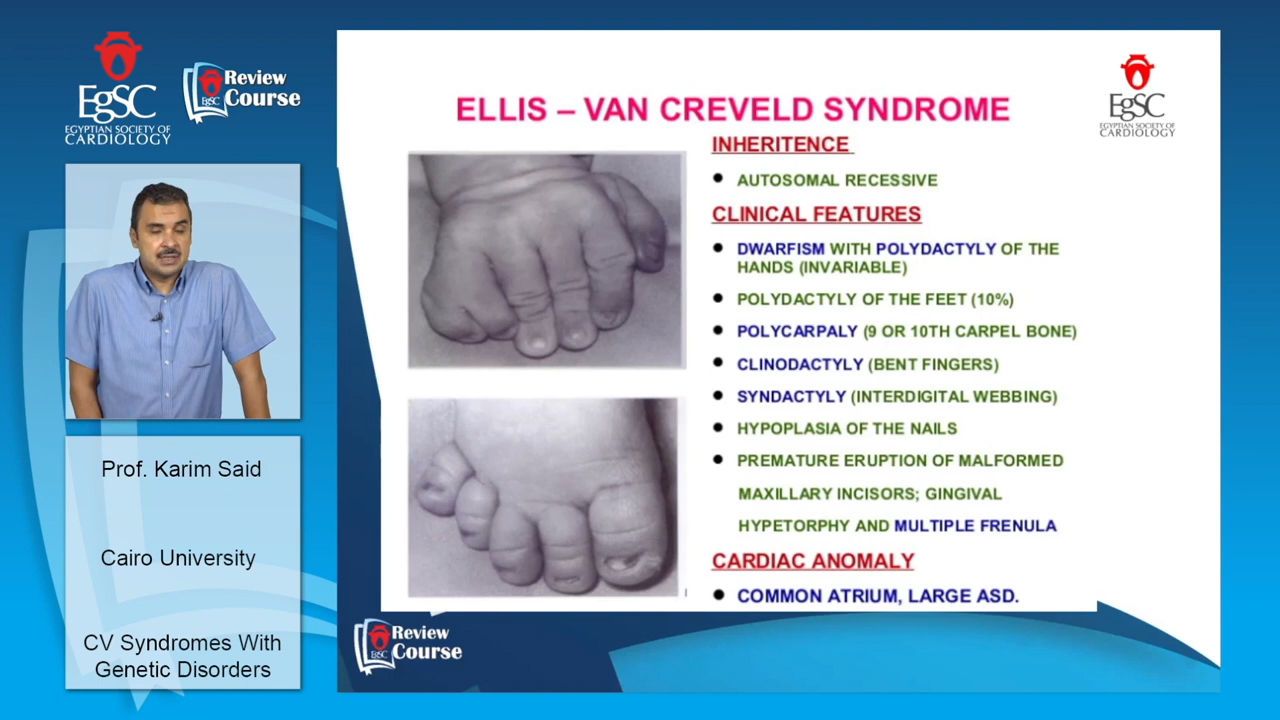 EgSC
EGYPTIAN SOCIETY OF
CARDIOLOGY
Review
EgSC Course
Prof. Karim Said
Cairo University
CV Syndromes With
Genetic Disorders
EgSC
EGYPTIAN SOCIETY OF
CARDIOLOGY
ELLIS – VAN CREVELD SYNDROME
INHERITENCE
• AUTOSOMAL RECESSIVE
CLINICAL FEATURES
• DWARFISM WITH POLYDACTYLY OF THE
HANDS (INVARIABLE)
• POLYDACTYLY OF THE FEET (10%)
• POLYCARPALY (9 OR 10TH CARPEL BONE)
• CLINODACTYLY (BENT FINGERS)
• SYNDACTYLY (INTERDIGITAL WEBBING)
• HYPOPLASIA OF THE NAILS
• PREMATURE ERUPTION OF MALFORMED
MAXILLARY INCISORS; GINGIVAL
HYPETORPHY AND MULTIPLE FRENULA
CARDIAC ANOMALY
• COMMON ATRIUM, LARGE ASD.
Review
EgSC Course